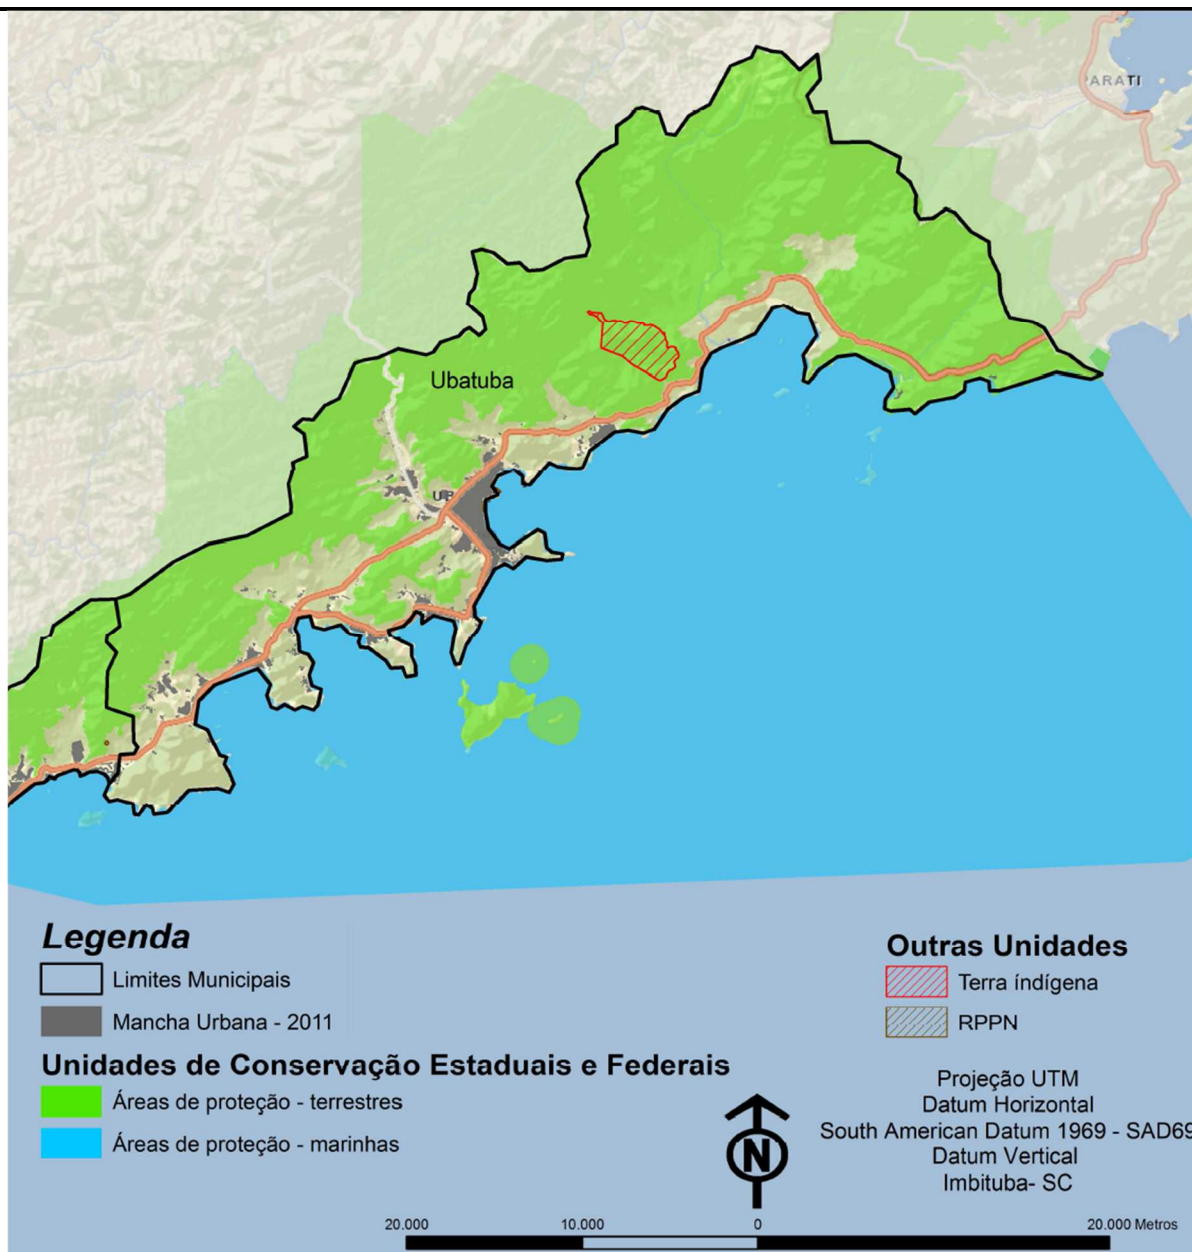 PARATI
Ubatuba
UB
Legenda
Limites Municipais
Mancha Urbana - 2011
Unidades de Conservação Estaduais e Federais
Áreas de proteção - terrestres
Áreas de proteção - marinhas
Outras Unidades
Terra índígena
RPPN
Projeção UTM
Datum Horizontal
South American Datum 1969 - SAD69
Datum Vertical
Imbituba- SC
N
20.000 10.000 0 20.000 Metros